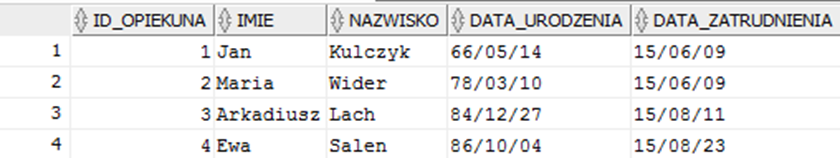 ID_OPIEKUNA IMIE NAZWISKO DATA_URODZENIA DATA_ZATRUDNIENIA
1 1 Jan Kulczyk 66/05/14 15/06/09
2 2 Maria Wider 78/03/10 15/06/09
3 3 Arkadiusz Lach 84/12/27 15/08/11
4 4 Ewa Salen 86/10/04 15/08/23